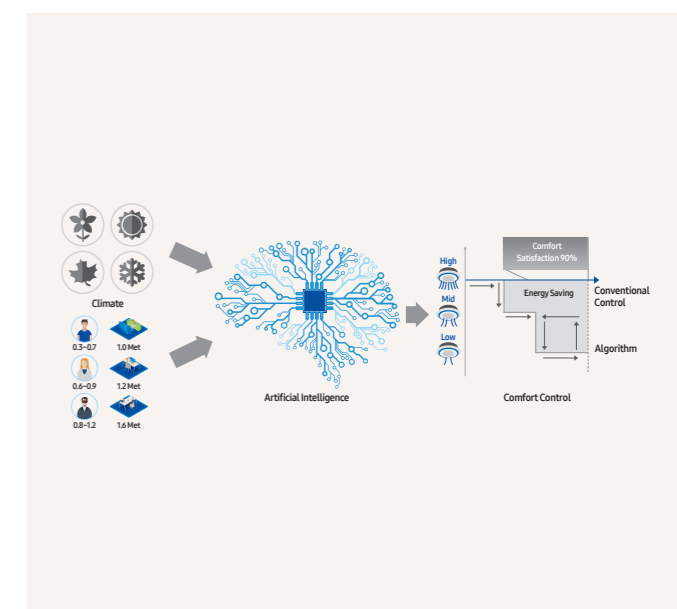 Climate
0.3~0.7
1.0 Met
0.6~0.9
1.2 Met
0.8~1.2
1.6 Met
Artificial Intelligence
High
Mid
Low
Comfort
Satisfaction 90%
Energy Saving
Conventional
Control
Algorithm
Comfort Control